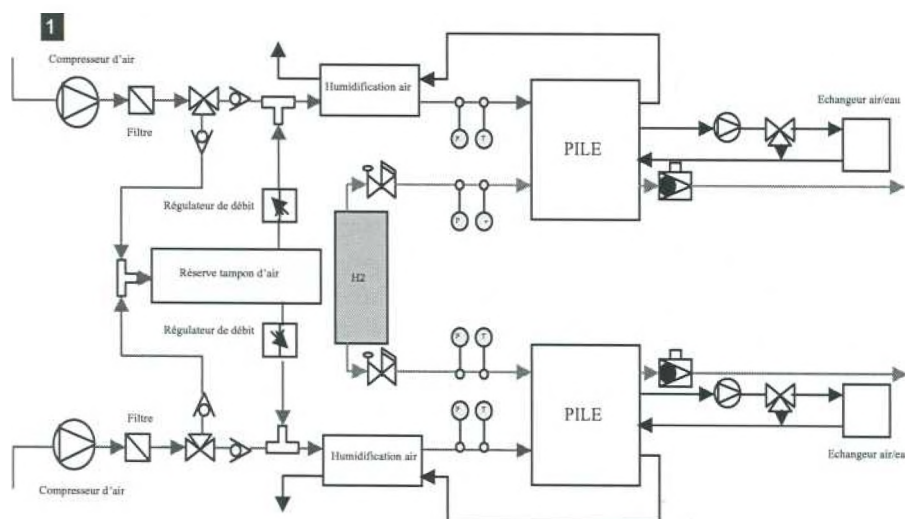 1
Compresseur d'air
Filtre
Humidification air
P
T
PILE
Echangeur air/eau
Régulateur de débit
P
Réserve tampon d'air
H2
Régulateur de débit
P
T
Filtre
P
T
PILE
Humidification air
Compresseur d'air
Echangeur air/eau